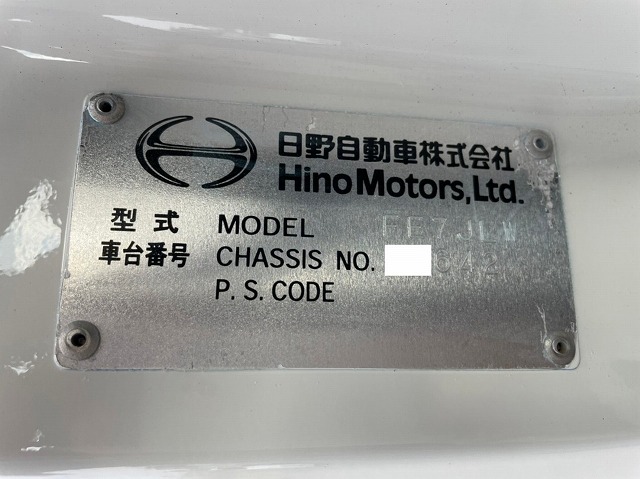 日野自動車株式会社
Hino Motors, Ltd.
型式 MODEL
車台番号 CHASSIS NO. 642
P. S. CODE